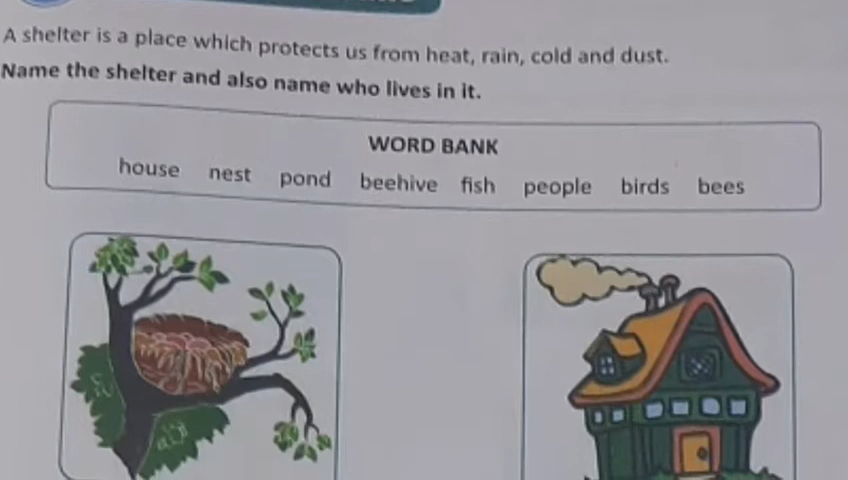 A shelter is a place which protects us from heat, rain, cold and dust.
Name the shelter and also name who lives in it.
WORD BANK
house nest pond beehive fish people birds bees